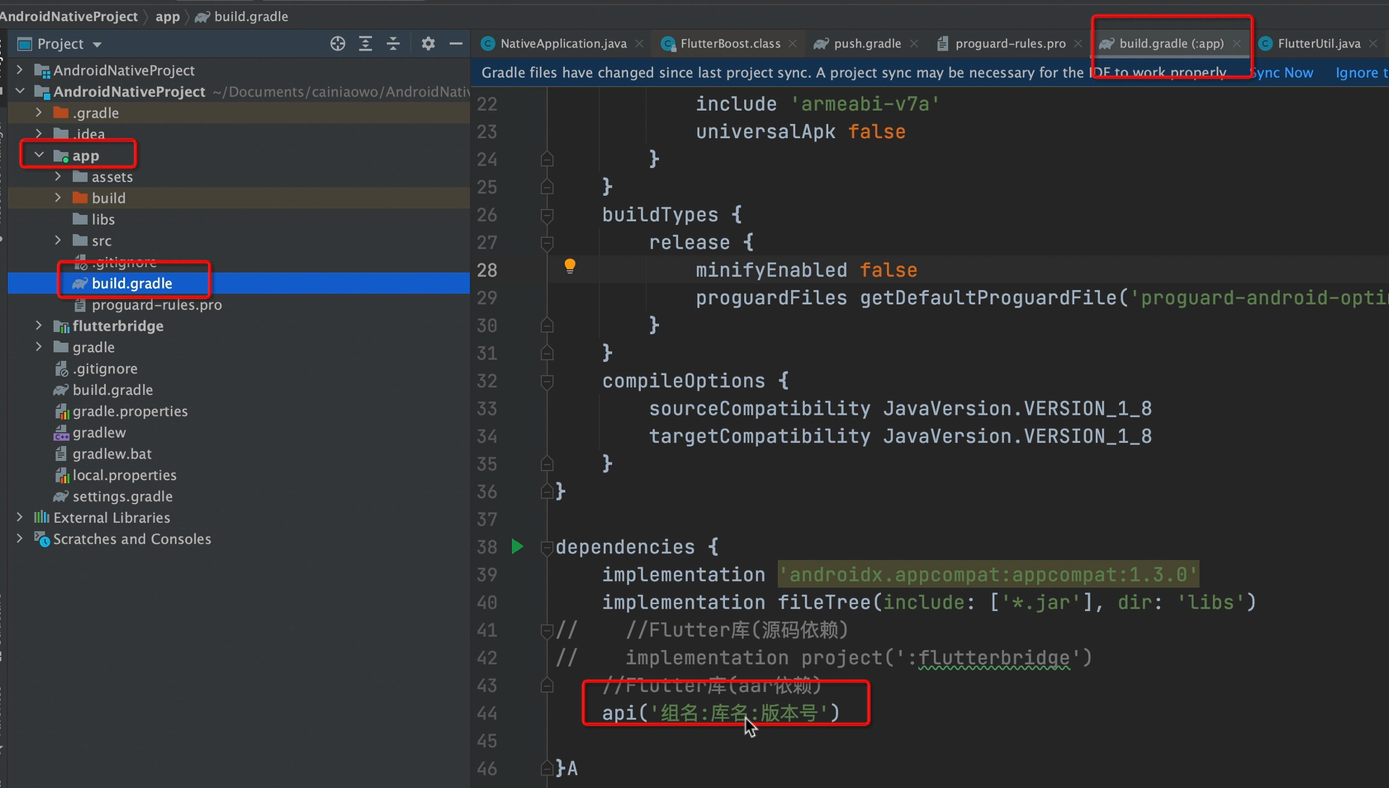 AndroidNativeProject app build.gradle
Project
NativeApplication.java FlutterBoost.class push.gradle proguard-rules.pro build.gradle (:app) FlutterUtil.java
Gradle files have changed since last project sync. A project sync may be necessary for the IDE to work properly. Sync Now Ignore t
AndroidNativeProject
AndroidNativeProject ~/Documents/cainiaowo/AndroidNativ
.gradle
.idea
app
assets
build
libs
src
.gitignore
build.gradle
proguard-rules.pro
flutterbridge
gradle
.gitignore
build.gradle
gradle.properties
gradlew
gradlew.bat
local.properties
settings.gradle
External Libraries
Scratches and Consoles
22 include 'armeabi-v7a'
23 universalApk false
24 }
25 }
26 buildTypes {
27 release {
28 minifyEnabled false
29 proguardFiles getDefaultProguardFile('proguard-android-opti
30 }
31 }
32 compileOptions {
33 sourceCompatibility JavaVersion.VERSION_1_8
34 targetCompatibility JavaVersion.VERSION_1_8
35 }
36 }
37
38 dependencies {
39 implementation 'androidx.appcompat:appcompat:1.3.0'
40 implementation fileTree(include: ['*.jar'], dir: 'libs')
41 // //Flutter库(源码依赖)
42 // implementation project(':flutterbridge')
43 //Flutter库(aar依赖)
44 api('组名:库名:版本号')
45
46 }A